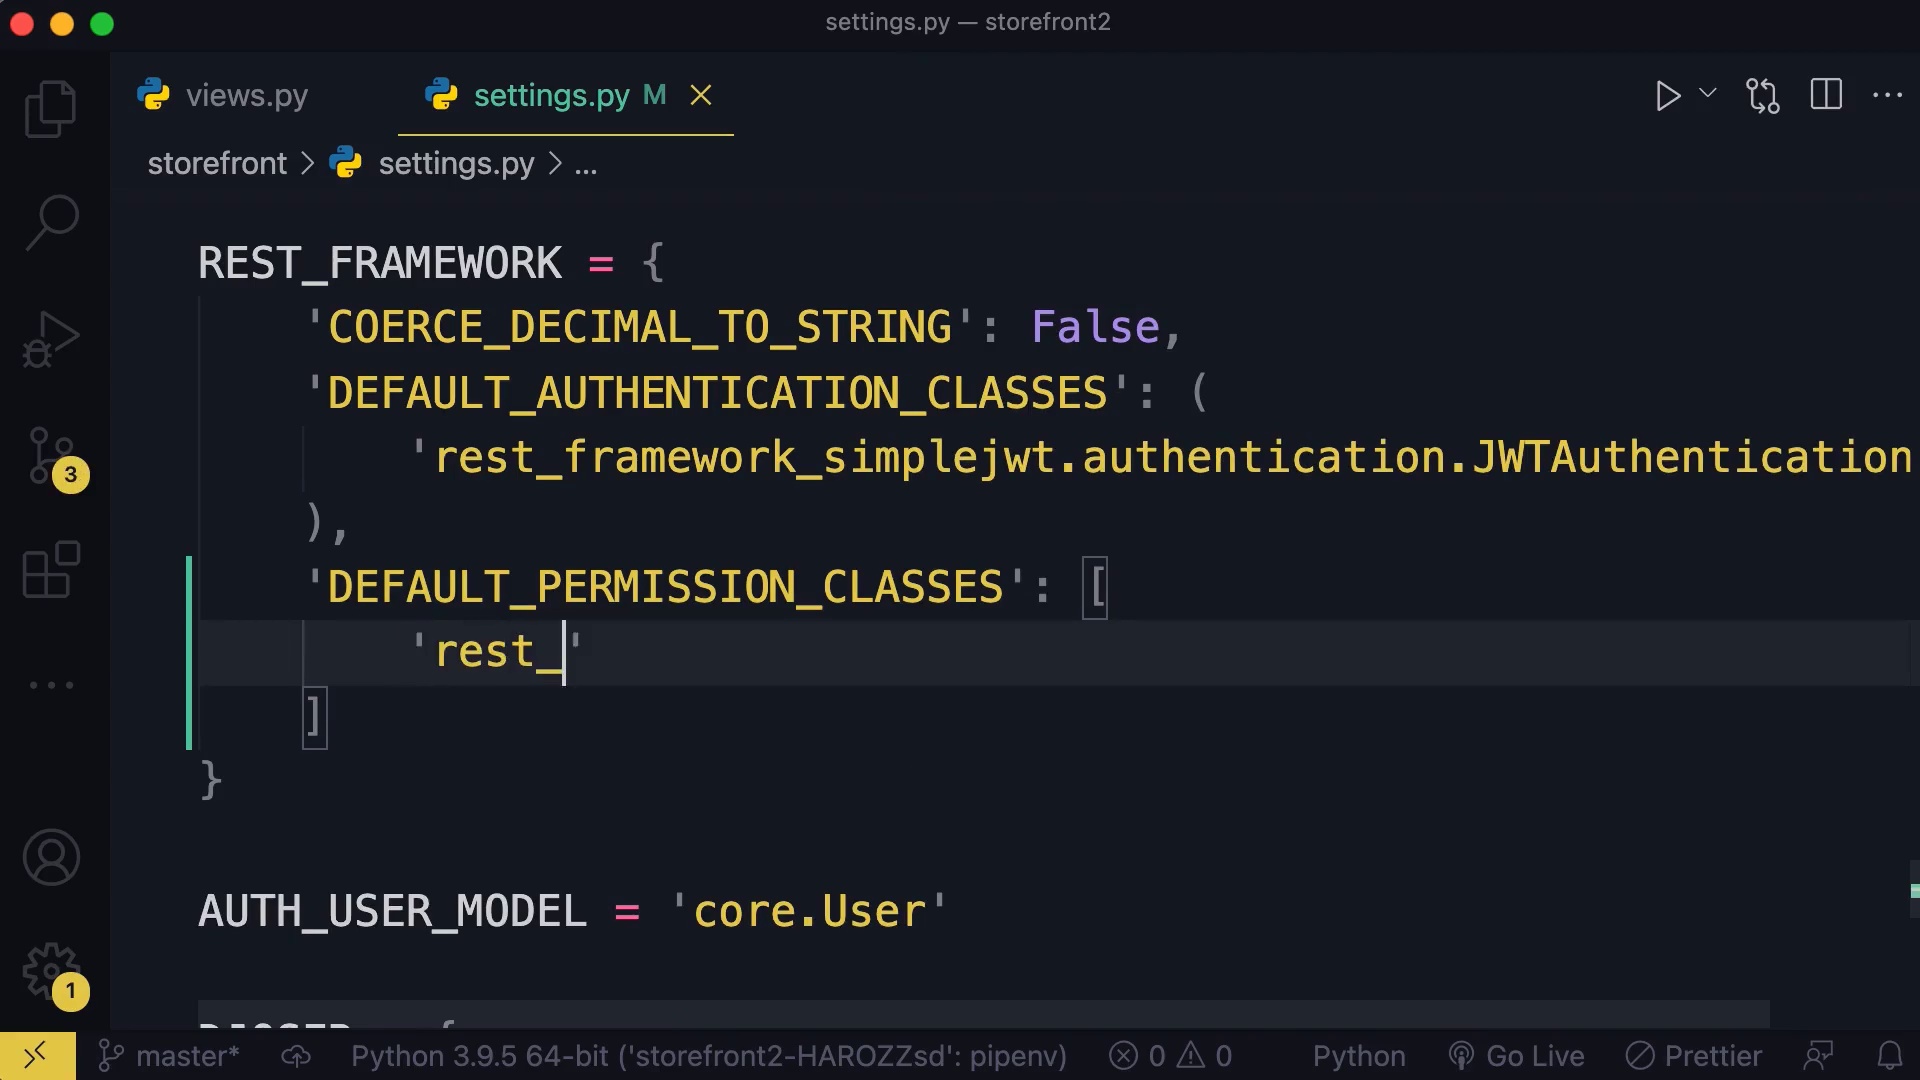 settings.py — storefront2
views.py
settings.py M
storefront > settings.py > ...
REST_FRAMEWORK = {
'COERCE_DECIMAL_TO_STRING': False,
'DEFAULT_AUTHENTICATION_CLASSES': (
'rest_framework_simplejwt.authentication.JWTAuthentication
),
'DEFAULT_PERMISSION_CLASSES': [
'rest_'
]
}
AUTH_USER_MODEL = 'core.User'
3
1
master*
Python 3.9.5 64-bit ('storefront2-HAROZZsd': pipenv)
0
0
Python
Go Live
Prettier